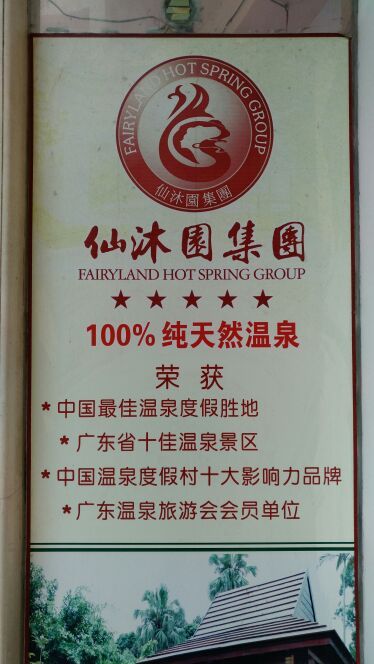 FAIRYLAND HOT SPRING GROUP
仙沐園集團
仙沐園集團
FAIRYLAND HOT SPRING GROUP
★★★★★
100%纯天然温泉
荣 获
*中国最佳温泉度假胜地
*广东省十佳温泉景区
*中国温泉度假村十大影响力品牌
*广东温泉旅游会会员单位